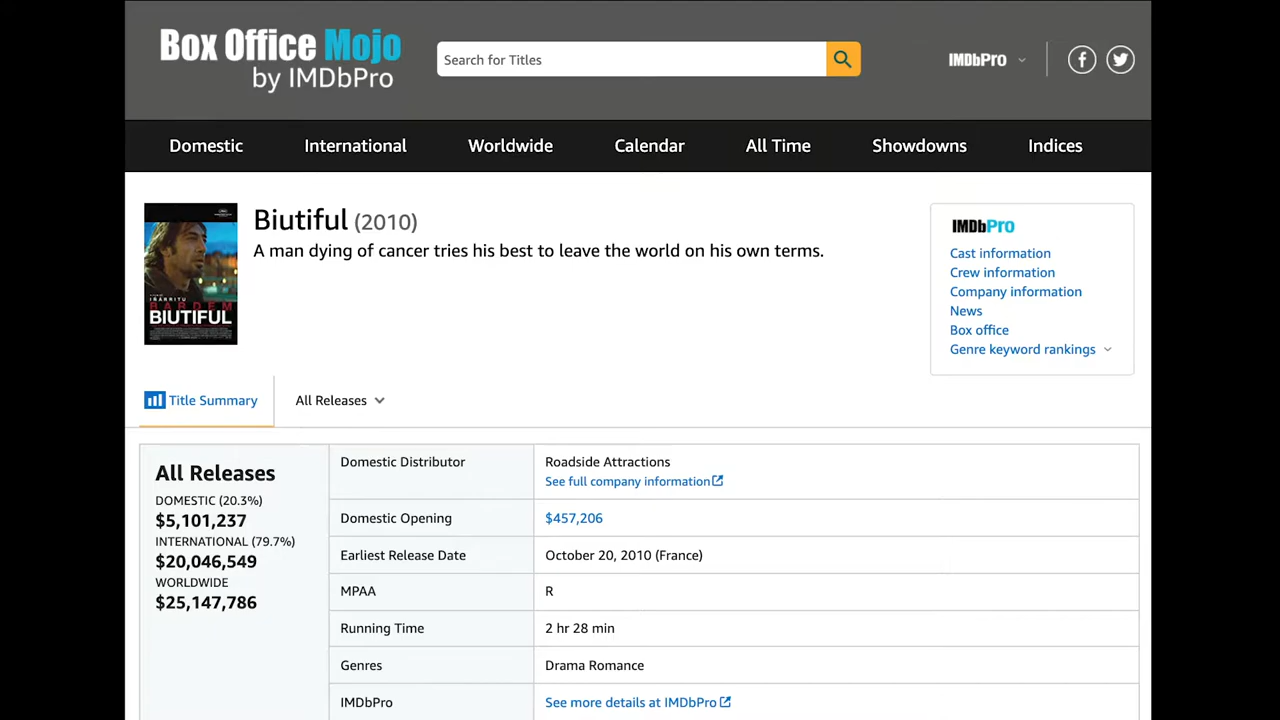 Box Office Mojo
by IMDbPro
Search for Titles
IMDbPro
Domestic International Worldwide Calendar All Time Showdowns Indices
IÑÁRRITU
BARDEM
BIUTIFUL
Biutiful (2010)
A man dying of cancer tries his best to leave the world on his own terms.
IMDbPro
Cast information
Crew information
Company information
News
Box office
Genre keyword rankings
Title Summary
All Releases
All Releases
DOMESTIC (20.3%)
$5,101,237
INTERNATIONAL (79.7%)
$20,046,549
WORLDWIDE
$25,147,786
Domestic Distributor Roadside Attractions
See full company information
Domestic Opening $457,206
Earliest Release Date October 20, 2010 (France)
MPAA R
Running Time 2 hr 28 min
Genres Drama Romance
IMDbPro See more details at IMDbPro